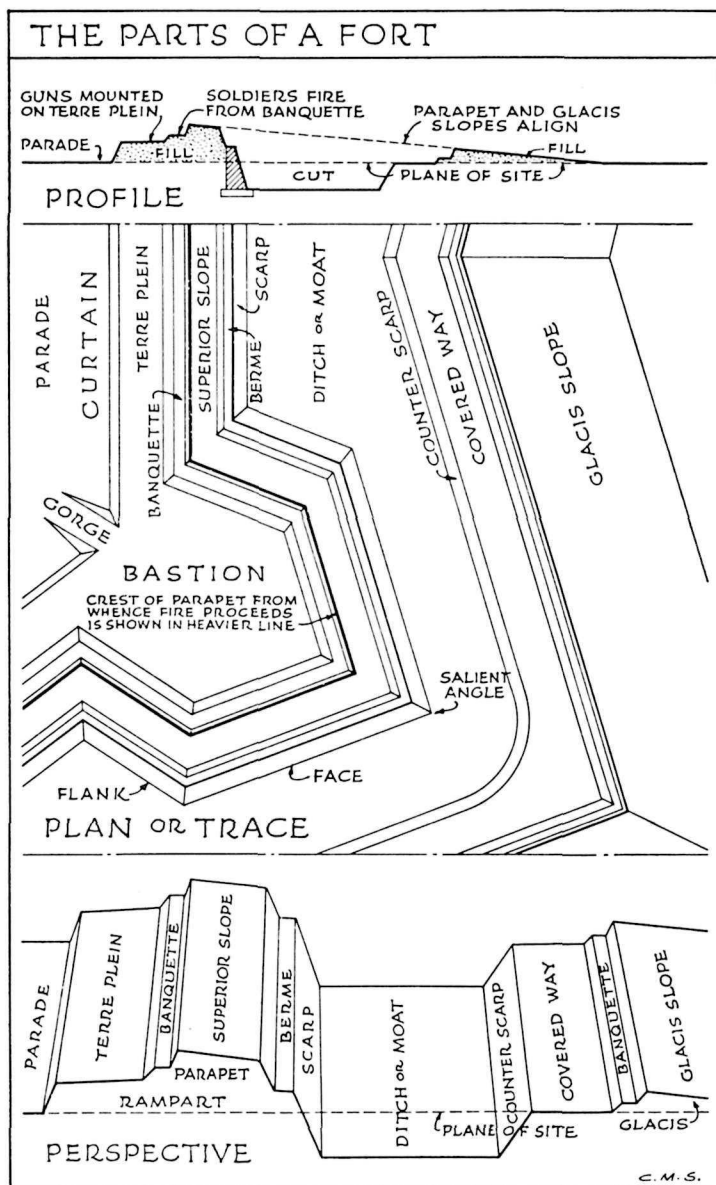 THE PARTS OF A FORT
GUNS MOUNTED
ON TERRE PLEIN
SOLDIERS FIRE
FROM BANQUETTE
PARAPET AND GLACIS
SLOPES ALIGN
PARADE
FILL
FILL
CUT
PLANE OF SITE
PROFILE
PARADE
CURTAIN
TERRE PLEIN
BANQUETTE
SUPERIOR SLOPE
BERME
SCARP
DITCH OR MOAT
COUNTER SCARP
COVERED WAY
GLACIS SLOPE
GORGE
BASTION
CREST OF PARAPET FROM
WHENCE FIRE PROCEEDS
IS SHOWN IN HEAVIER LINE
SALIENT
ANGLE
FACE
FLANK
PLAN OR TRACE
PARADE
TERRE PLEIN
BANQUETTE
SUPERIOR SLOPE
BERME
SCARP
DITCH OR MOAT
COUNTER SCARP
COVERED WAY
BANQUETTE
GLACIS SLOPE
PARAPET
RAMPART
PLANE OF SITE
GLACIS
PERSPECTIVE
C.M.S.